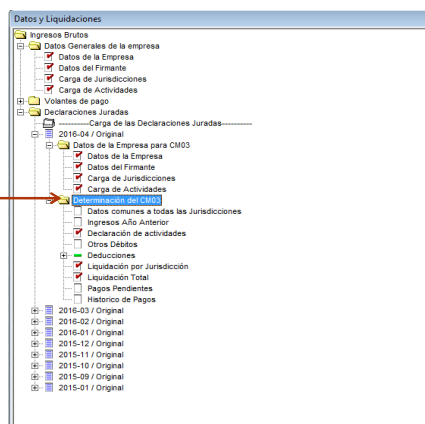 Datos y Liquidaciones
Ingresos Brutos
Datos Generales de la empresa
Datos de la Empresa
Datos del Firmante
Carga de Jurisdicciones
Carga de Actividades
Volantes de pago
Declaraciones Juradas
----------Carga de las Declaraciones Juradas----------
2016-04 / Original
Datos de la Empresa para CM03
Datos de la Empresa
Datos del Firmante
Carga de Jurisdicciones
Carga de Actividades
Determinación del CM03
Datos comunes a todas las Jurisdicciones
Ingresos Año Anterior
Declaración de actividades
Otros Débitos
Deducciones
Liquidación por Jurisdicción
Liquidación Total
Pagos Pendientes
Historico de Pagos
2016-03 / Original
2016-02 / Original
2016-01 / Original
2015-12 / Original
2015-11 / Original
2015-10 / Original
2015-09 / Original
2015-01 / Original